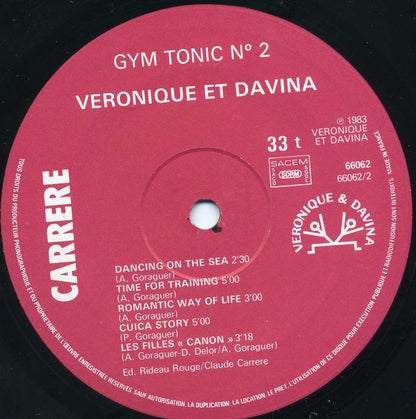 GYM TONIC Nº 2
VERONIQUE ET DAVINA
℗ 1983
VERONIQUE
ET DAVINA
33 t
SACEM
SACD
SDRM
SGDL
66062
66062/2
CARRERE
VERONIQUE & DAVINA
DANCING ON THE SEA 2'30
(A. Goraguer)
TIME FOR TRAINING 5'00
(A. Goraguer)
ROMANTIC WAY OF LIFE 3'00
(A. Goraguer)
CUICA STORY 5'00
(P. Goraguer)
LES FILLES « CANON » 3'18
(A. Goraguer-D. Delor/A. Goraguer)
Ed. Rideau Rouge/Claude Carrere
TOUS DROITS DU PRODUCTEUR PHONOGRAPHIQUE ET DU PROPRIETAIRE DE L'ŒUVRE ENREGISTREE RESERVES SAUF AUTORISATION, LA DUPLICATION, LA LOCATION, LE PRET, L'UTILISATION DE CE DISQUE POUR EXECUTION PUBLIQUE ET RADIODIFFUSION SONT INTERDITS.
FRANCE